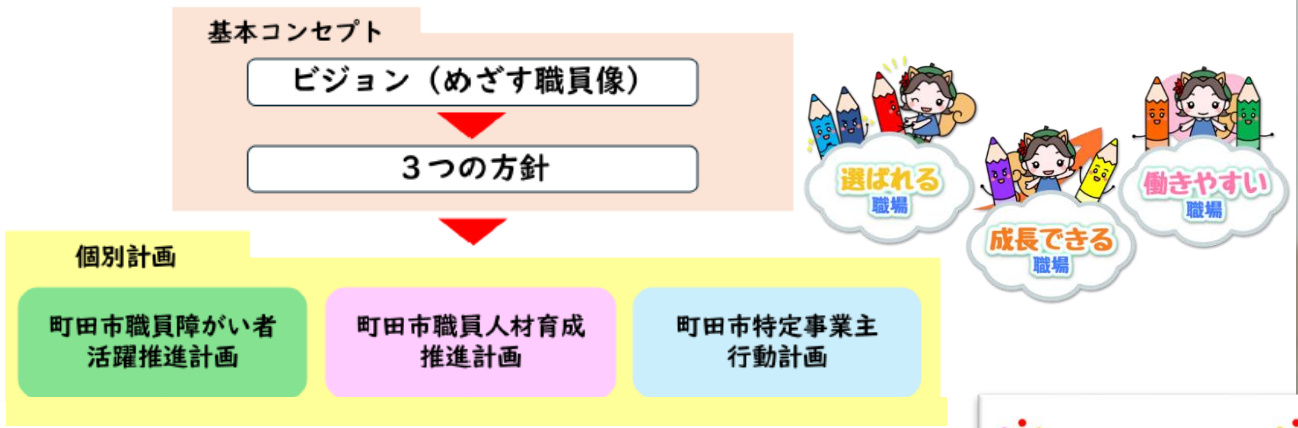 基本コンセプト
ビジョン（めざす職員像）
３つの方針
個別計画
町田市職員障がい者
活躍推進計画
町田市職員人材育成
推進計画
町田市特定事業主
行動計画
選ばれる
職場
成長できる
職場
働きやすい
職場